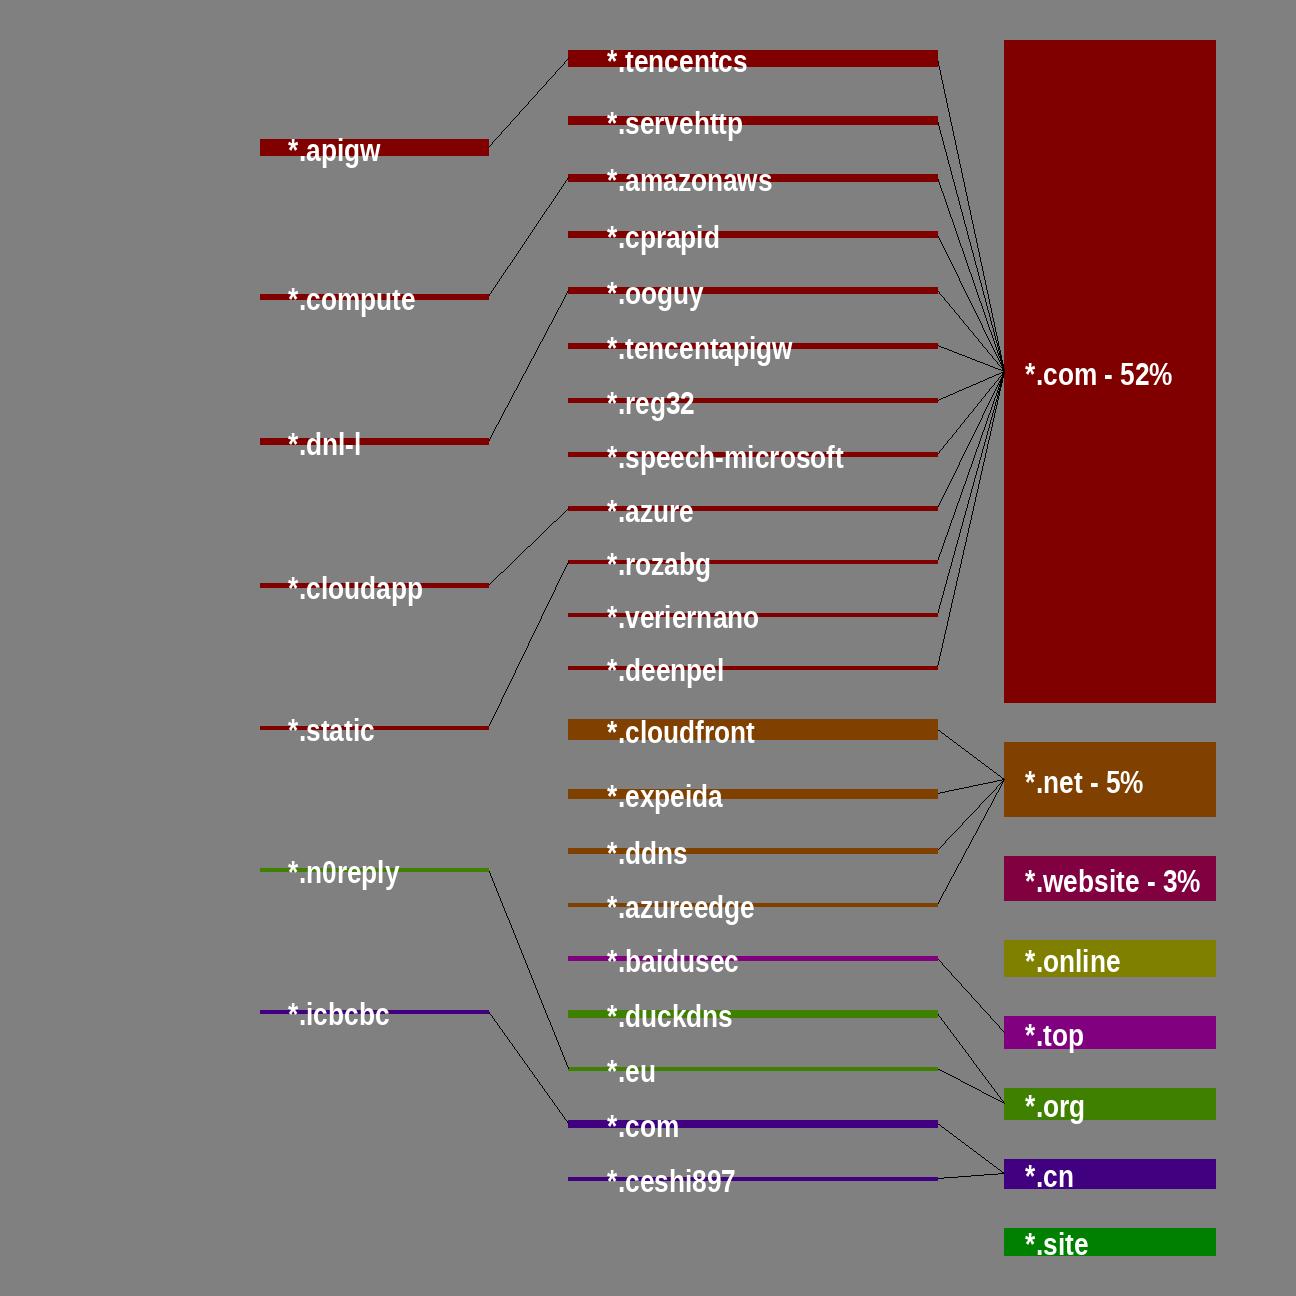 *.apigw
*.compute
*.dnl-l
*.cloudapp
*.static
*.n0reply
*.icbcbc
*.tencentcs
*.servehttp
*.amazonaws
*.cprapid
*.ooguy
*.tencentapigw
*.reg32
*.speech-microsoft
*.azure
*.rozabg
*.veriernano
*.deenpel
*.cloudfront
*.expeida
*.ddns
*.azureedge
*.baidusec
*.duckdns
*.eu
*.com
*.ceshi897
*.com - 52%
*.net - 5%
*.website - 3%
*.online
*.top
*.org
*.cn
*.site